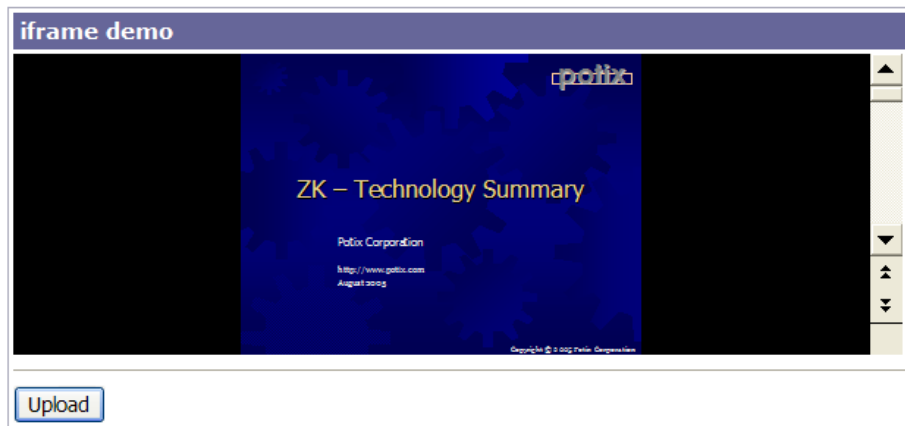 iframe demo
potix
ZK – Technology Summary
Potix Corporation
http://www.potix.com
August 2005
Copyright © 2005 Potix Corporation
Upload